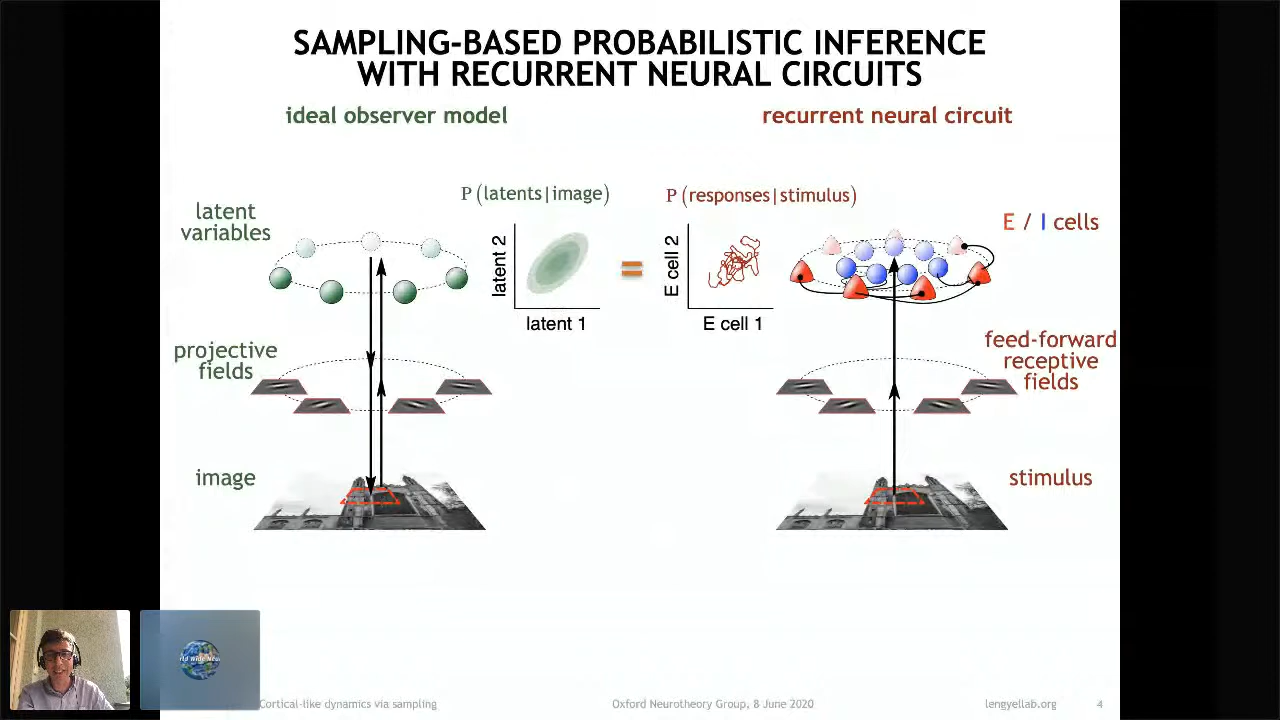 SAMPLING-BASED PROBABILISTIC INFERENCE
WITH RECURRENT NEURAL CIRCUITS
ideal observer model
recurrent neural circuit
latent
variables
P (latents|image)
P (responses|stimulus)
E / I cells
latent 2
latent 1
=
E cell 2
E cell 1
projective
fields
feed-forward
receptive
fields
image
stimulus
Cortical-like dynamics via sampling
Oxford Neurotheory Group, 8 June 2020
lengyellab.org
4